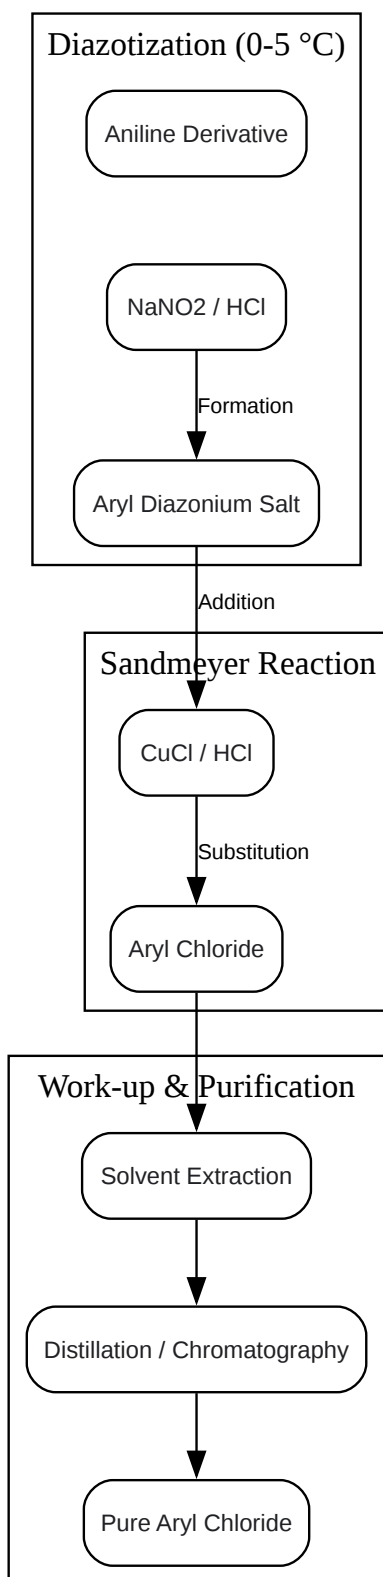 Diazotization (0-5 °C)
Aniline Derivative
NaNO2 / HCl
Formation
Aryl Diazonium Salt
Addition
Sandmeyer Reaction
CuCl / HCl
Substitution
Aryl Chloride
Work-up & Purification
Solvent Extraction
Distillation / Chromatography
Pure Aryl Chloride